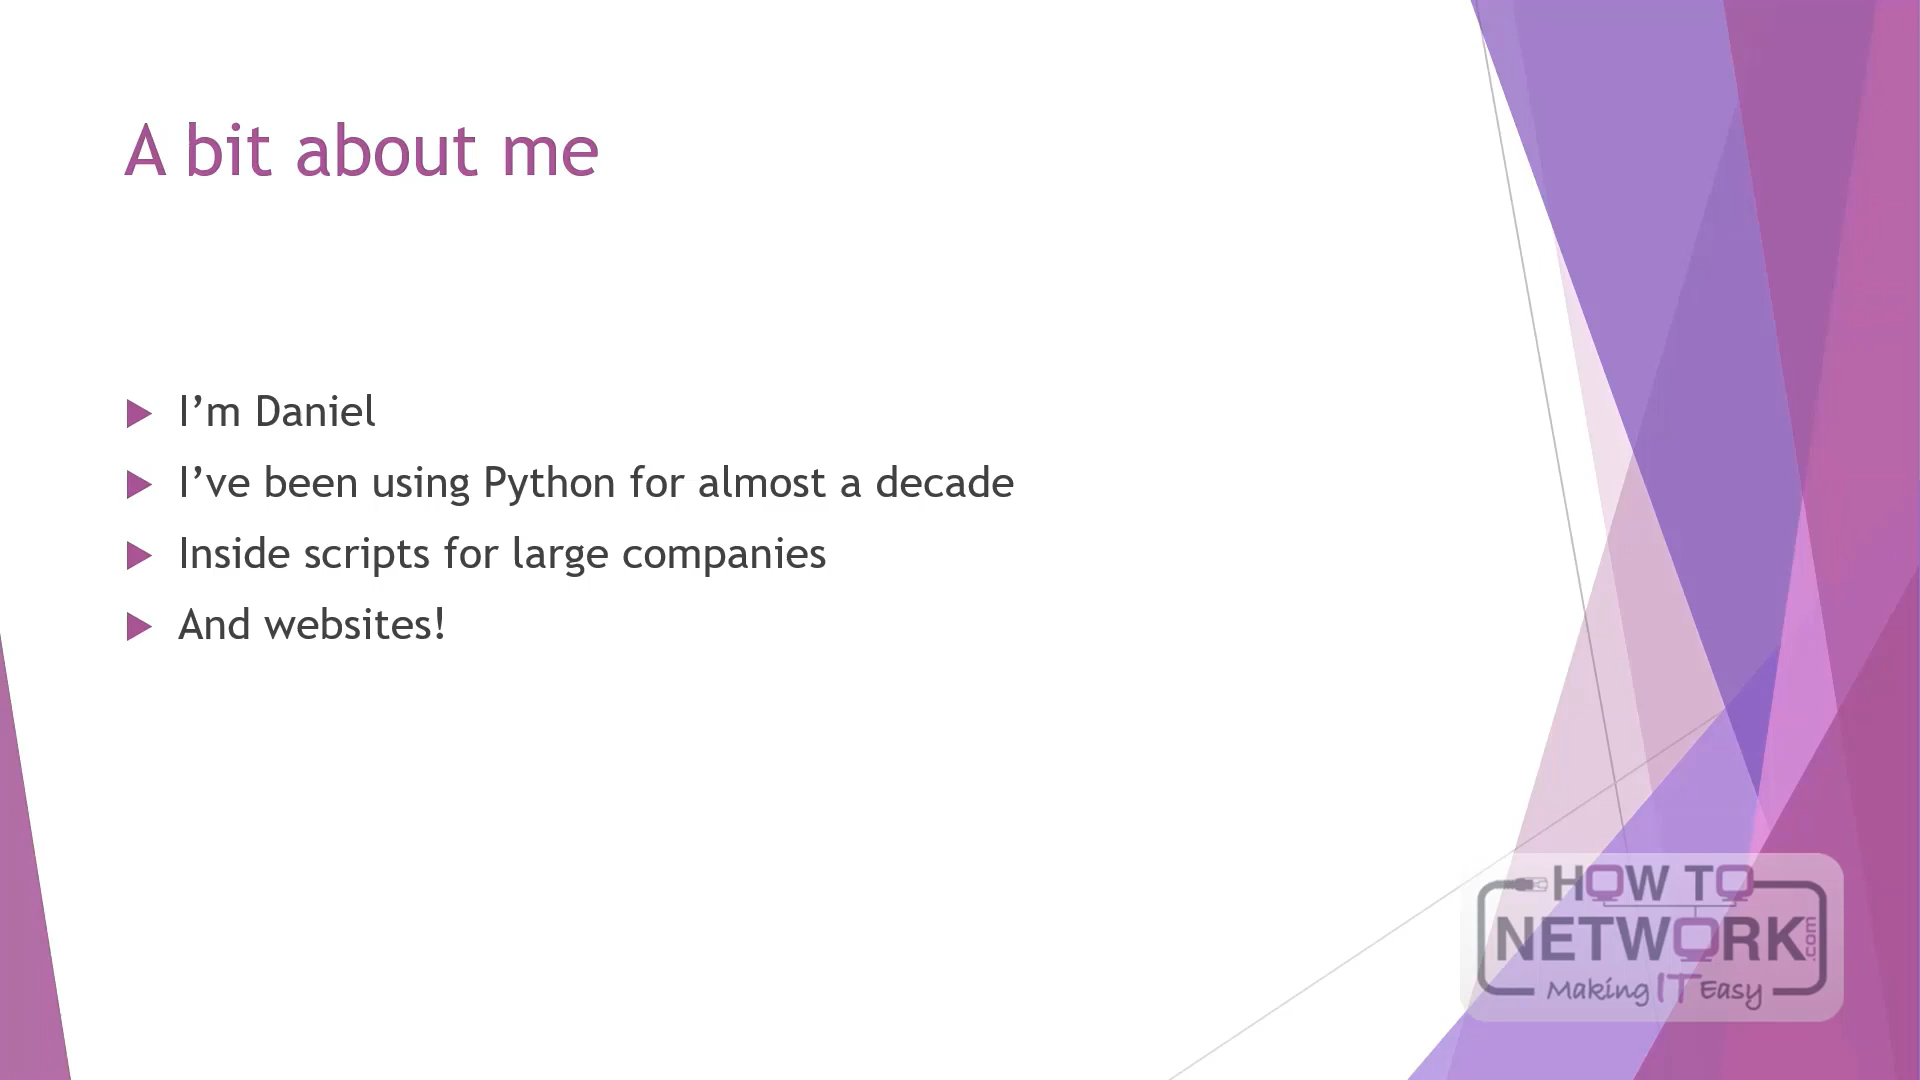 A bit about me
I’m Daniel
I’ve been using Python for almost a decade
Inside scripts for large companies
And websites!
HOW TO
NETWORK.com
Making IT Easy